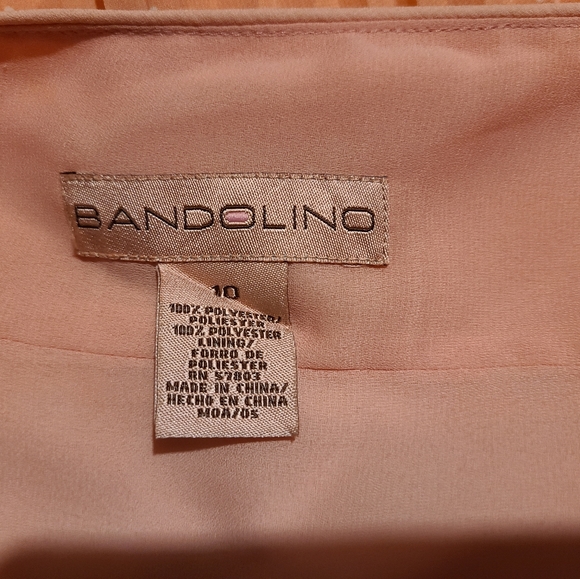 BANDOLINO
10
100% POLYESTER/
POLIESTER
100% POLYESTER
LINING/
FORRO DE
POLIESTER
RN 57803
MADE IN CHINA/
HECHO EN CHINA
MOA/05